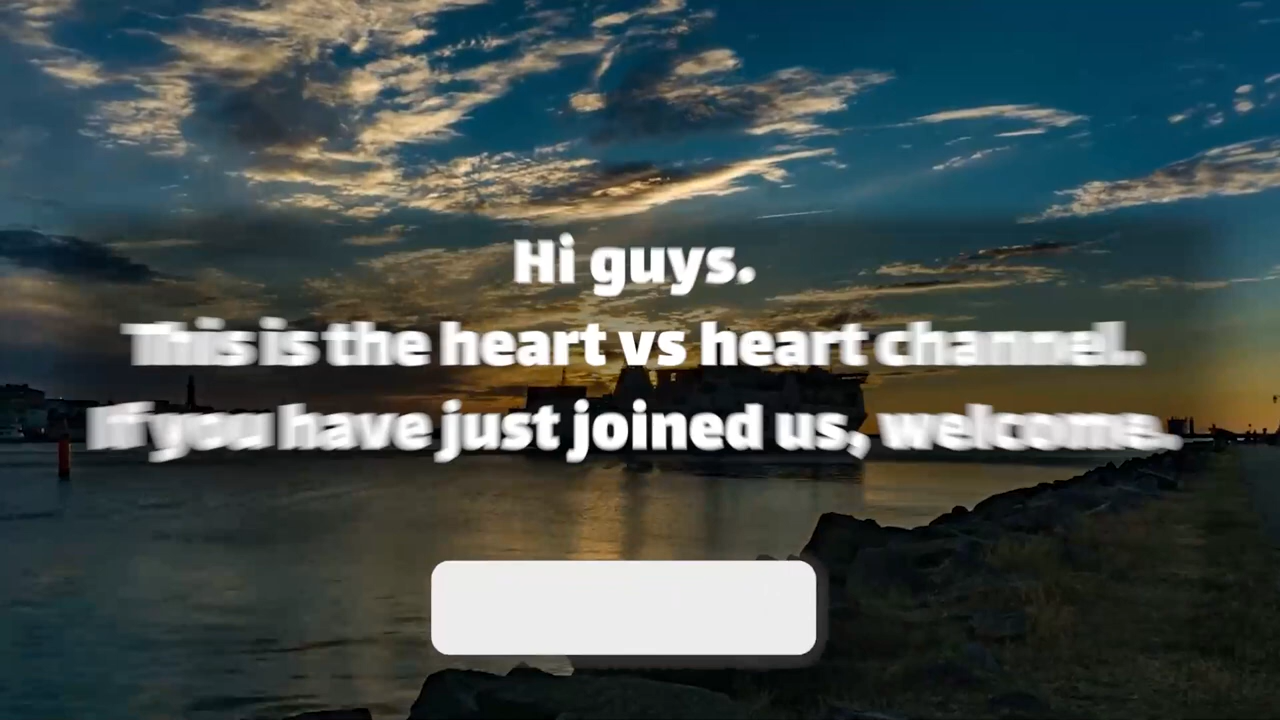 Hi guys.
This is the heart vs heart channel.
If you have just joined us, welcome.